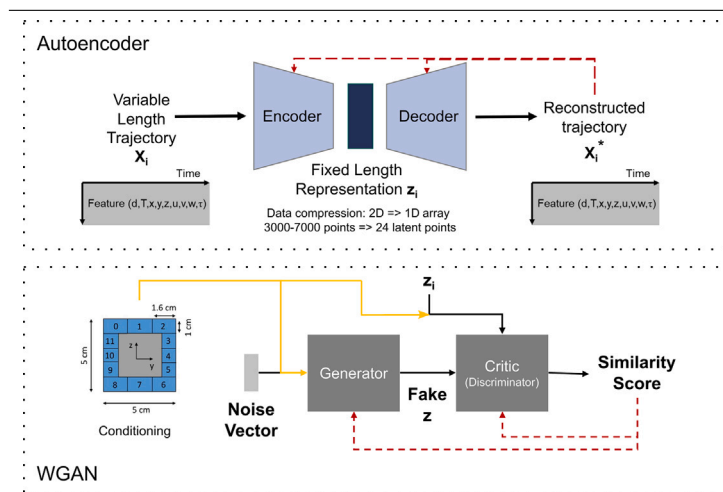 Autoencoder
Variable
Length
Trajectory
Xi
Encoder
Decoder
Reconstructed
trajectory
Xi*
Fixed Length
Representation zi
Data compression: 2D => 1D array
3000-7000 points => 24 latent points
Time
Feature (d,T,x,y,z,u,v,w,τ)
Time
Feature (d,T,x,y,z,u,v,w,τ)
1.6 cm
1 cm
5 cm
0 1 2
11 3
10 4
9 5
8 7 6
z
y
5 cm
Conditioning
Noise
Vector
Generator
Fake
z
zi
Critic
(Discriminator)
Similarity
Score
WGAN